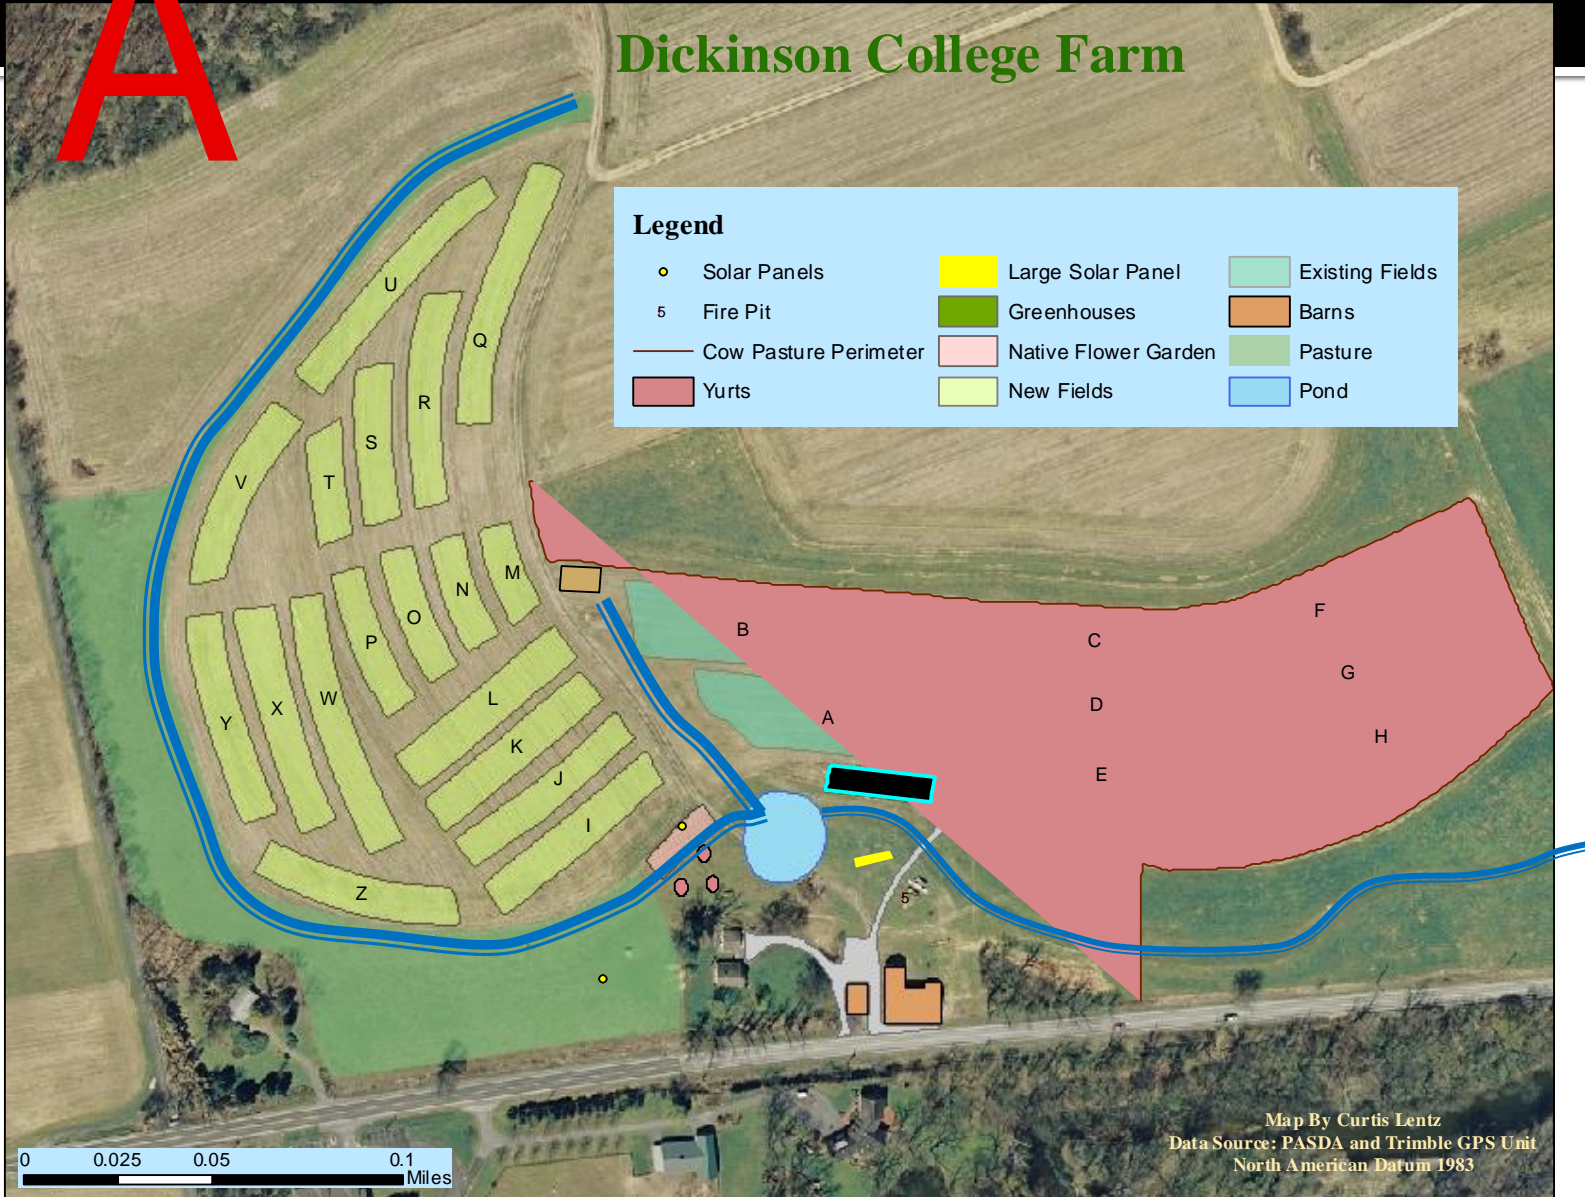 A
Dickinson College Farm
Legend
Solar Panels
Large Solar Panel
Existing Fields
5 Fire Pit
Greenhouses
Barns
Cow Pasture Perimeter
Native Flower Garden
Pasture
Yurts
New Fields
Pond
U
Q
R
S
V
T
M
N
O
P
B
F
C
G
L
W
X
Y
D
A
H
K
J
E
I
Z
5
Map By Curtis Lentz
Data Source: PASDA and Trimble GPS Unit
North American Datum 1983
0 0.025 0.05 0.1
Miles